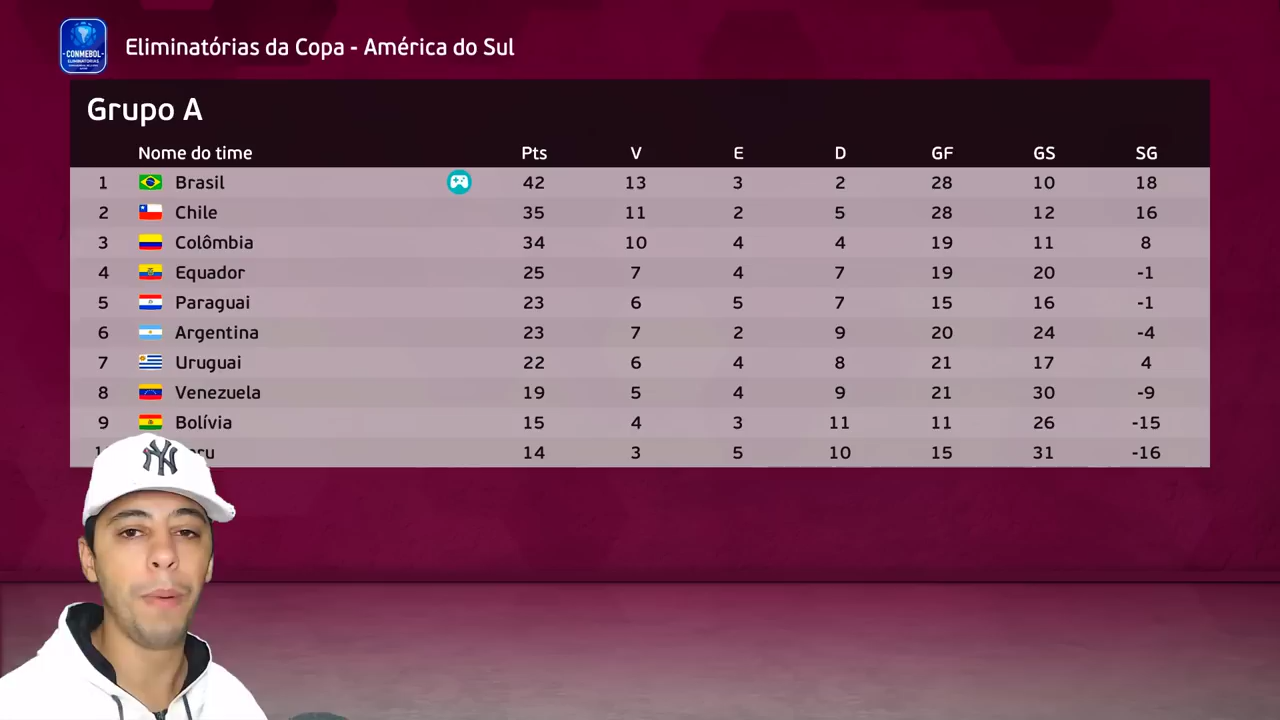 CONMEBOL
ELIMINATORIAS
Eliminatórias da Copa - América do Sul
Grupo A
Nome do time Pts V E D GF GS SG
1 Brasil 42 13 3 2 28 10 18
2 Chile 35 11 2 5 28 12 16
3 Colômbia 34 10 4 4 19 11 8
4 Equador 25 7 4 7 19 20 -1
5 Paraguai 23 6 5 7 15 16 -1
6 Argentina 23 7 2 9 20 24 -4
7 Uruguai 22 6 4 8 21 17 4
8 Venezuela 19 5 4 9 21 30 -9
9 Bolívia 15 4 3 11 11 26 -15
14 3 5 10 15 31 -16
NY